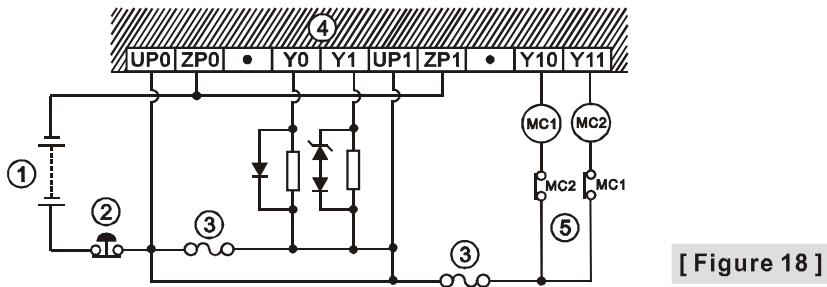 ④
UP0 ZP0 • Y0 Y1 UP1 ZP1 • Y10 Y11
MC1 MC2
①
MC2 MC1
② ③ ⑤
③
[ Figure 18 ]